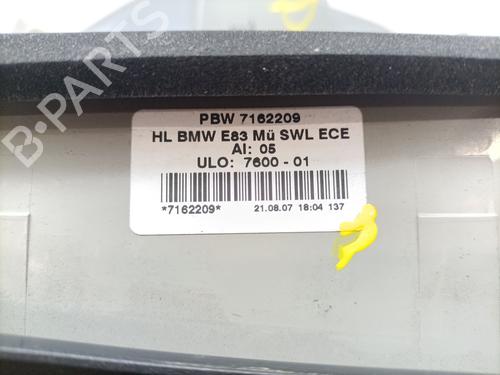 PBW 7162209
HL BMW E83 Mü SWL ECE
AI: 05
ULO: 7600 - 01
*7162209* 21.08.07 18:04 137
B-PARTS